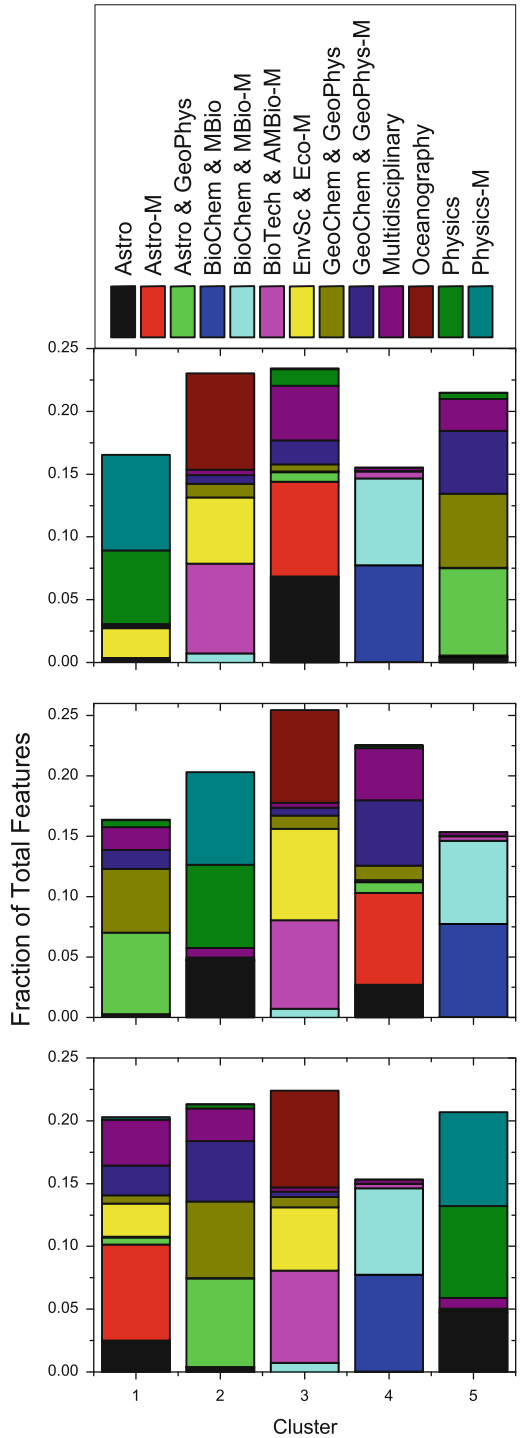 Astro
Astro-M
Astro & GeoPhys
BioChem & MBio
BioChem & MBio-M
BioTech & AMBio-M
EnvSc & Eco-M
GeoChem & GeoPhys
GeoChem & GeoPhys-M
Multidisciplinary
Oceanography
Physics
Physics-M
0.25
0.20
0.15
0.10
0.05
0.00
0.25
0.20
0.15
0.10
0.05
0.00
Fraction of Total Features
0.25
0.20
0.15
0.10
0.05
0.00
1 2 3 4 5
Cluster